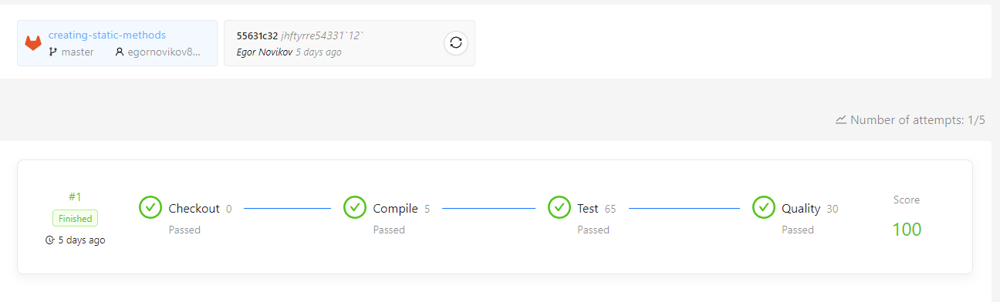 creating-static-methods
master egornovikov8...
55631c32 jhftyrre54331`12`
Egor Novikov 5 days ago
Number of attempts: 1/5
#1
Finished
5 days ago
Checkout 0
Passed
Compile 5
Passed
Test 65
Passed
Quality 30
Passed
Score
100